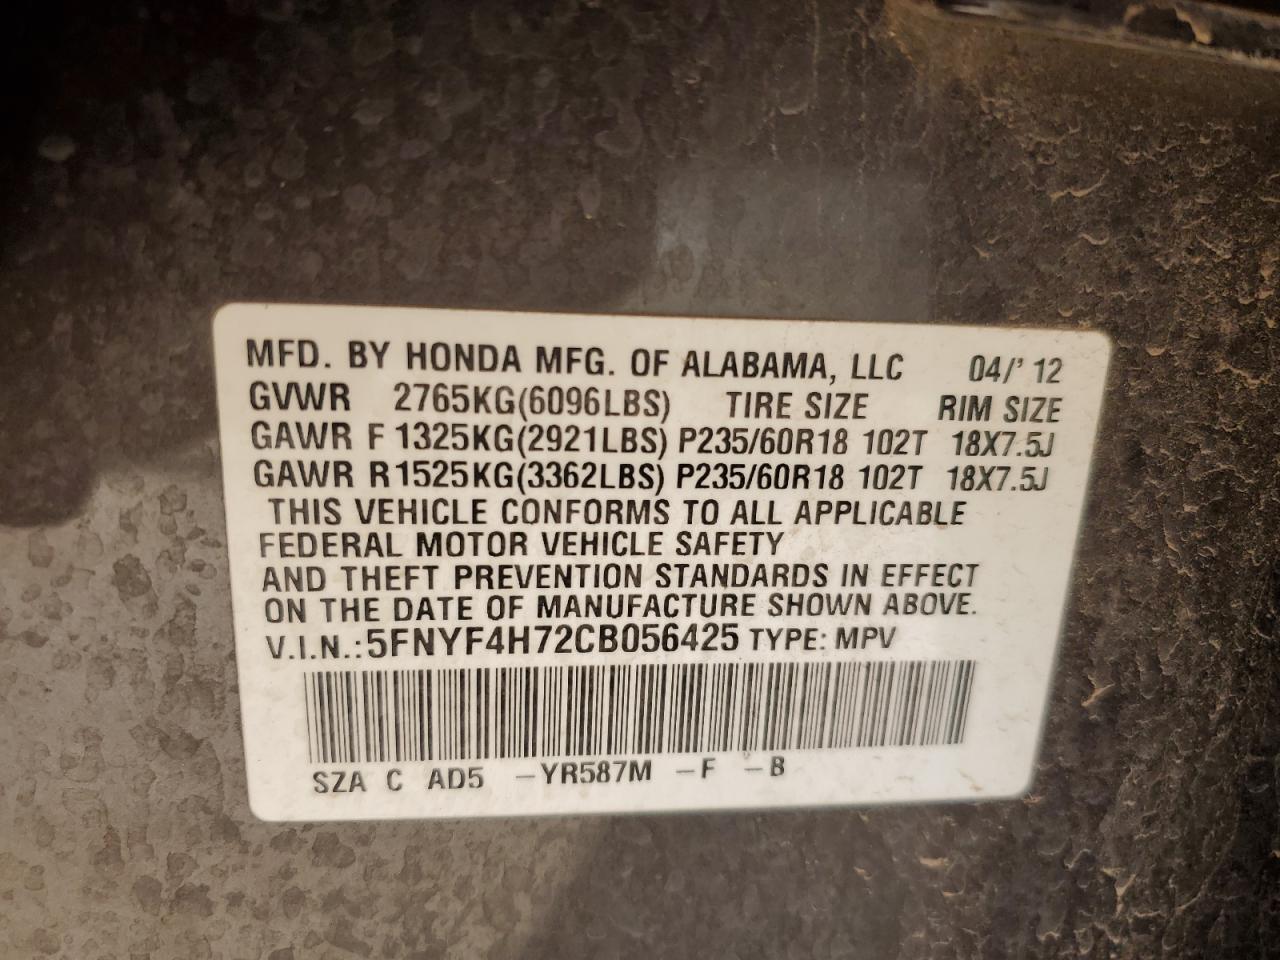 MFD. BY HONDA MFG. OF ALABAMA, LLC 04/'12
GVWR 2765KG(6096LBS) TIRE SIZE RIM SIZE
GAWR F 1325KG(2921LBS) P235/60R18 102T 18X7.5J
GAWR R 1525KG(3362LBS) P235/60R18 102T 18X7.5J
THIS VEHICLE CONFORMS TO ALL APPLICABLE
FEDERAL MOTOR VEHICLE SAFETY
AND THEFT PREVENTION STANDARDS IN EFFECT
ON THE DATE OF MANUFACTURE SHOWN ABOVE.
V.I.N.:5FNYF4H72CB056425 TYPE: MPV
SZA C AD5 -YR587M -F -B